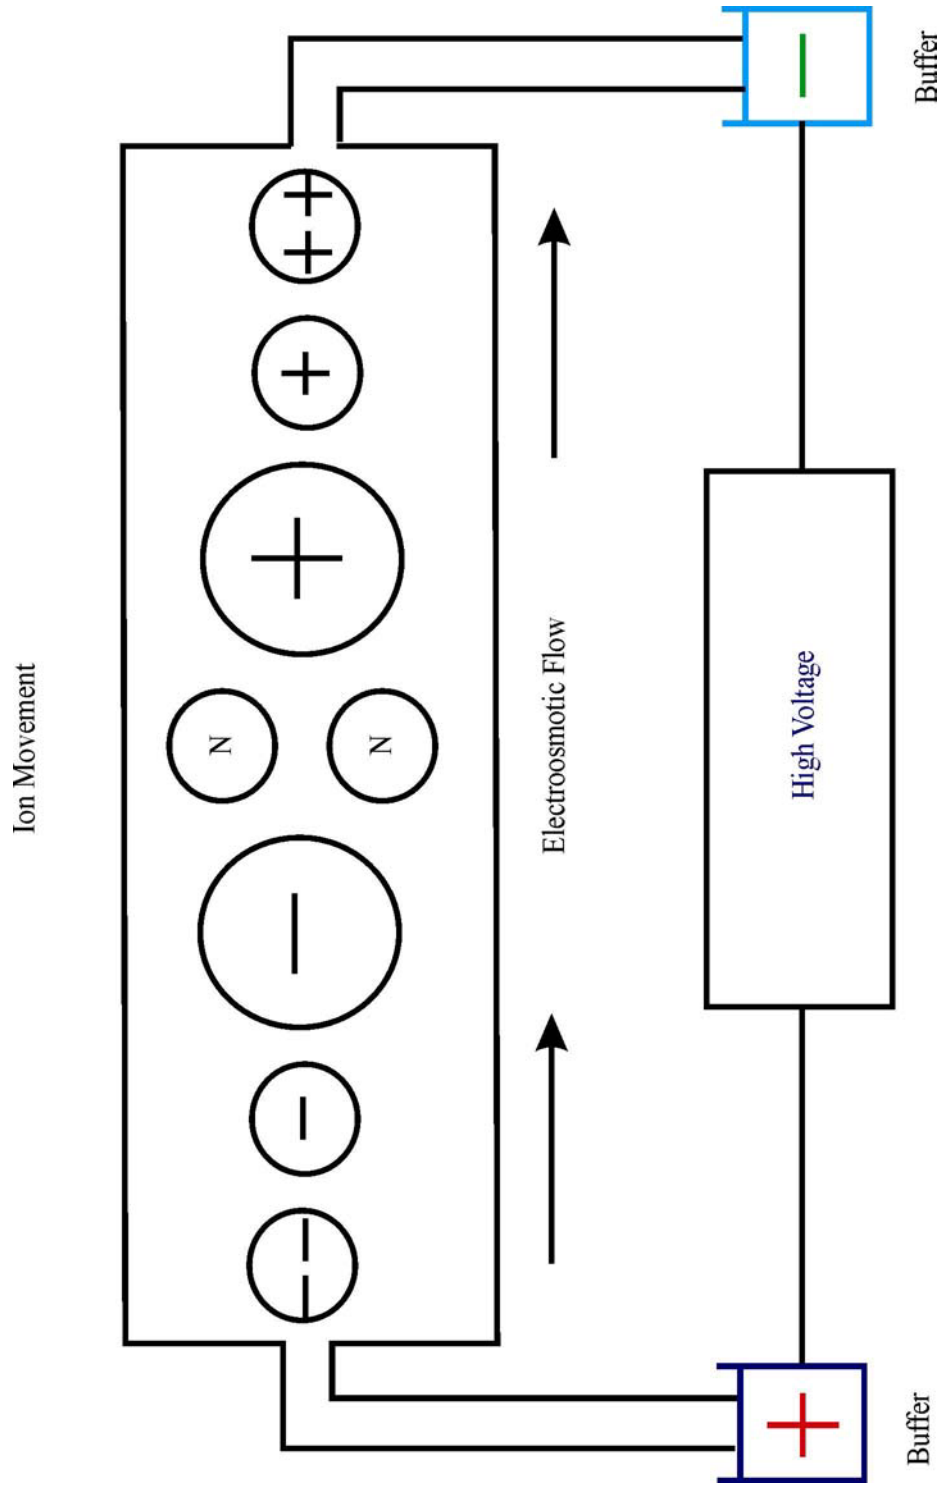 Ion Movement
++
+
+
N
N
−
−
−−
Electroosmotic Flow
High Voltage
−
Buffer
+
Buffer